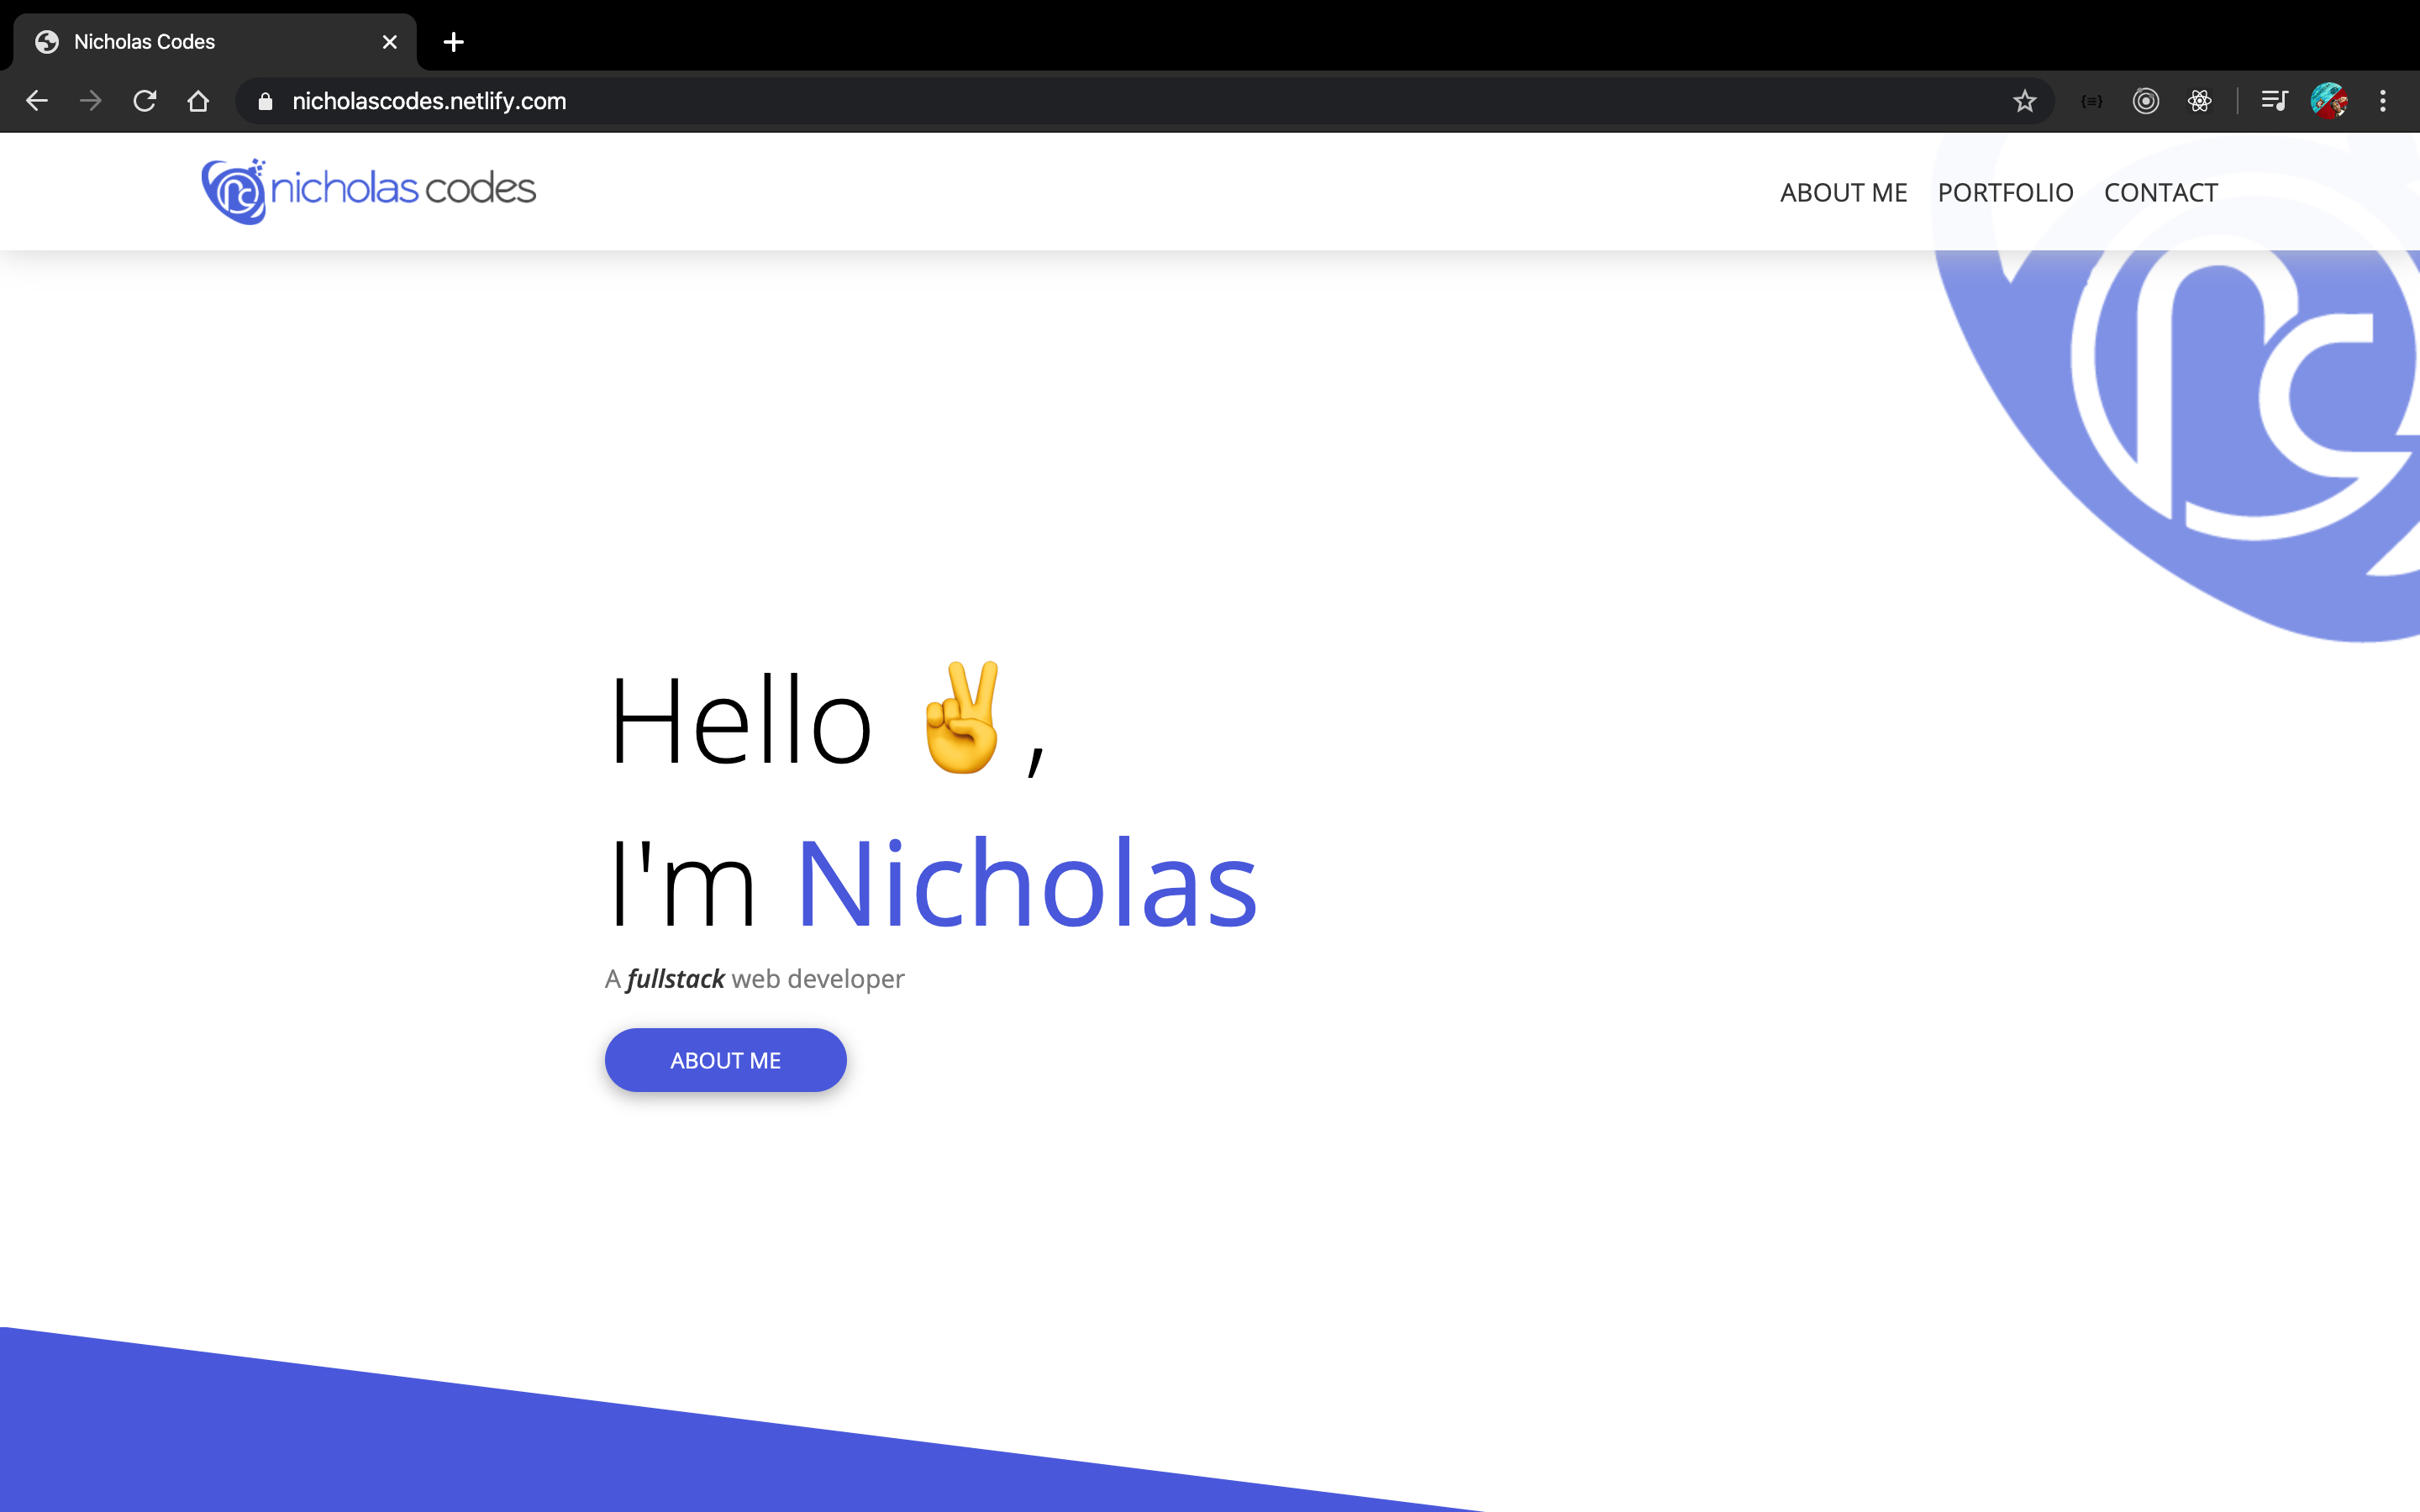 Nicholas Codes
nicholascodes.netlify.com
nicholas codes
ABOUT ME PORTFOLIO CONTACT
Hello ✌️,
I'm Nicholas
A fullstack web developer
ABOUT ME